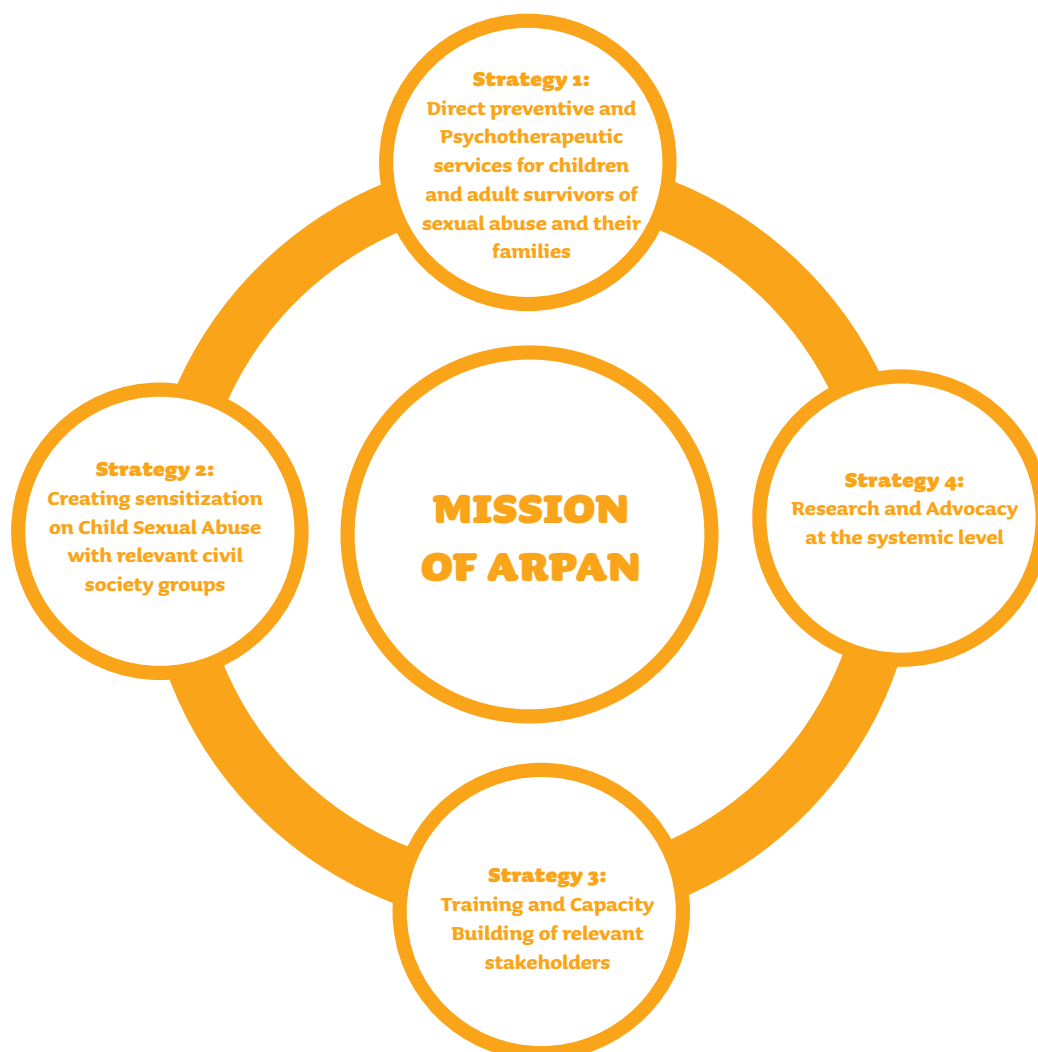 Strategy 1:
Direct preventive and
Psychotherapeutic
services for children
and adult survivors of
sexual abuse and their
families
MISSION
OF ARPAN
Strategy 2:
Creating sensitization
on Child Sexual Abuse
with relevant civil
society groups
Strategy 4:
Research and Advocacy
at the systemic level
Strategy 3:
Training and Capacity
Building of relevant
stakeholders